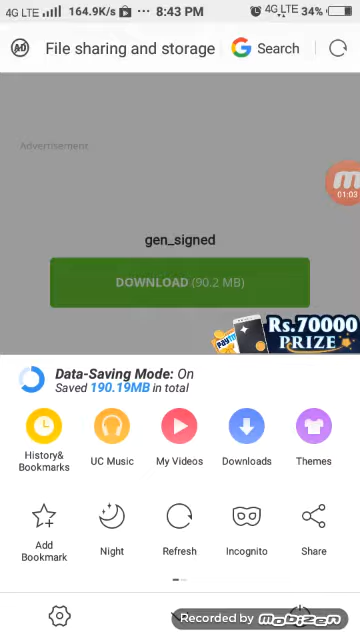 4G LTE 164.9K/s ··· 8:43 PM 4G LTE 34%
AD File sharing and storage G Search
Advertisement
01:03
gen_signed
DOWNLOAD (90.2 MB)
Rs.70000
Paytm PRIZE
Data-Saving Mode: On
Saved 190.19MB in total
History& Bookmarks UC Music My Videos Downloads Themes
Add Bookmark Night Refresh Incognito Share
Recorded by MOBIZEN